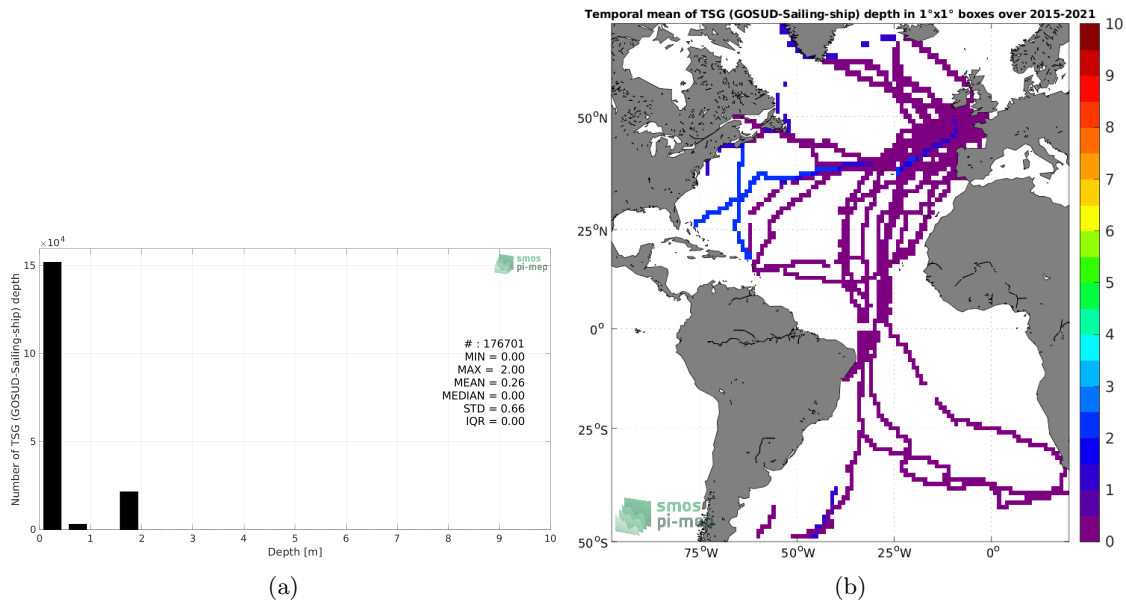 Temporal mean of TSG (GOSUD-Sailing-ship) depth in 1°x1° boxes over 2015-2021
×10⁴
15
10
5
0
Number of TSG (GOSUD-Sailing-ship) depth
smos
pi-mep
# : 176701
MIN = 0.00
MAX = 2.00
MEAN = 0.26
MEDIAN = 0.00
STD = 0.66
IQR = 0.00
0 1 2 3 4 5 6 7 8 9 10
Depth [m]
(a)
50°N
25°N
0°
25°S
50°S
75°W 50°W 25°W 0°
smos
pi-mep
10
9
8
7
6
5
4
3
2
1
0
(b)